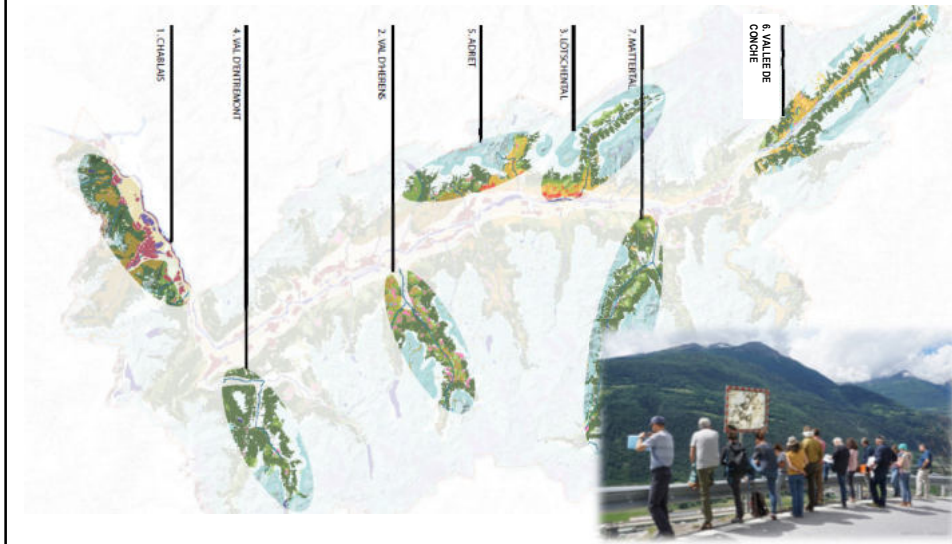 1. CHABLAIS
4. VAL D'ENTREMONT
2. VAL D'HERENS
5. ADRET
3. LÖTSCHENTAL
7. MATTERTAL
6. VALLEE DE
CONCHE